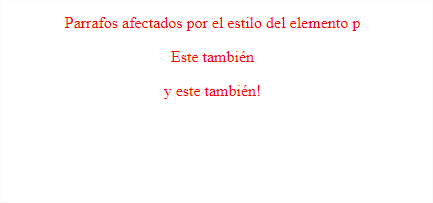 Parrafos afectados por el estilo del elemento p
Este también
y este también!